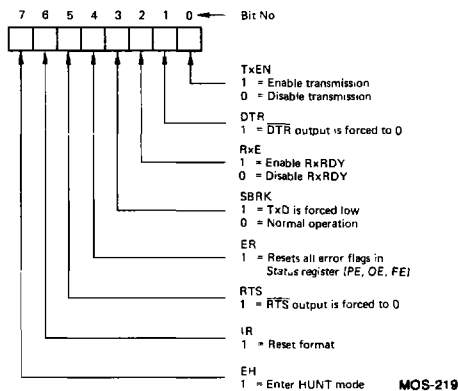 7 6 5 4 3 2 1 0 Bit No
TxEN
1 = Enable transmission
0 = Disable transmission
DTR
1 = DTR output is forced to 0
RxE
1 = Enable RxRDY
0 = Disable RxRDY
SBRK
1 = TxD is forced low
0 = Normal operation
ER
1 = Resets all error flags in
Status register (PE, OE, FE)
RTS
1 = RTS output is forced to 0
IR
1 = Reset format
EH
1 = Enter HUNT mode
MOS-219